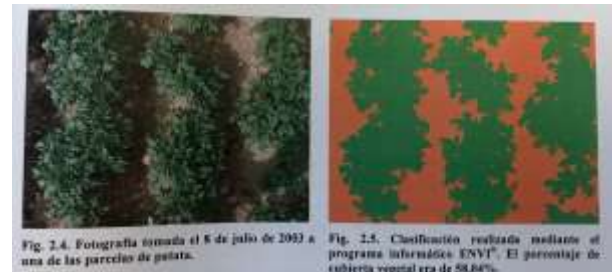 Fig. 2.4. Fotografía tomada el 8 de julio de 2003 a
una de las parcelas de patata.
Fig. 2.5. Clasificación realizada mediante el
programa informático ENVI®. El porcentaje de
cubierta vegetal era de 58.04%.